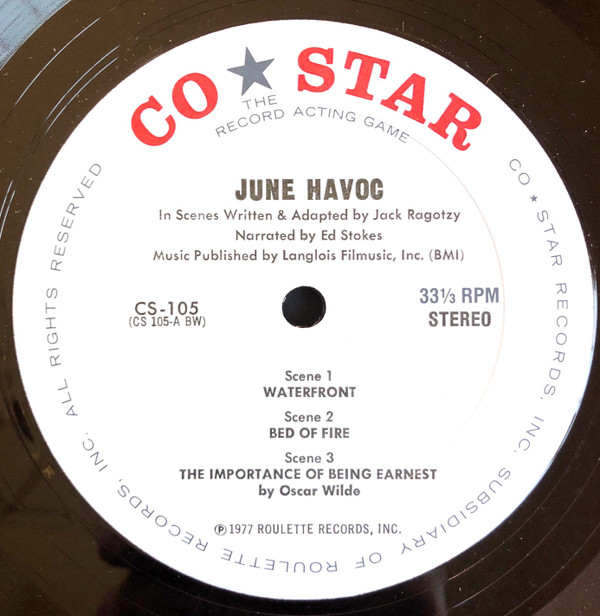 CO ★ STAR
THE
RECORD ACTING GAME
JUNE HAVOC
In Scenes Written & Adapted by Jack Ragotzy
Narrated by Ed Stokes
Music Published by Langlois Filmusic, Inc. (BMI)
CS-105
(CS 105-A BW)
33⅓ RPM
STEREO
Scene 1
WATERFRONT
Scene 2
BED OF FIRE
Scene 3
THE IMPORTANCE OF BEING EARNEST
by Oscar Wilde
℗ 1977 ROULETTE RECORDS, INC.
CO ★ STAR RECORDS, INC. SUBSIDIARY OF ROULETTE RECORDS, INC. ALL RIGHTS RESERVED